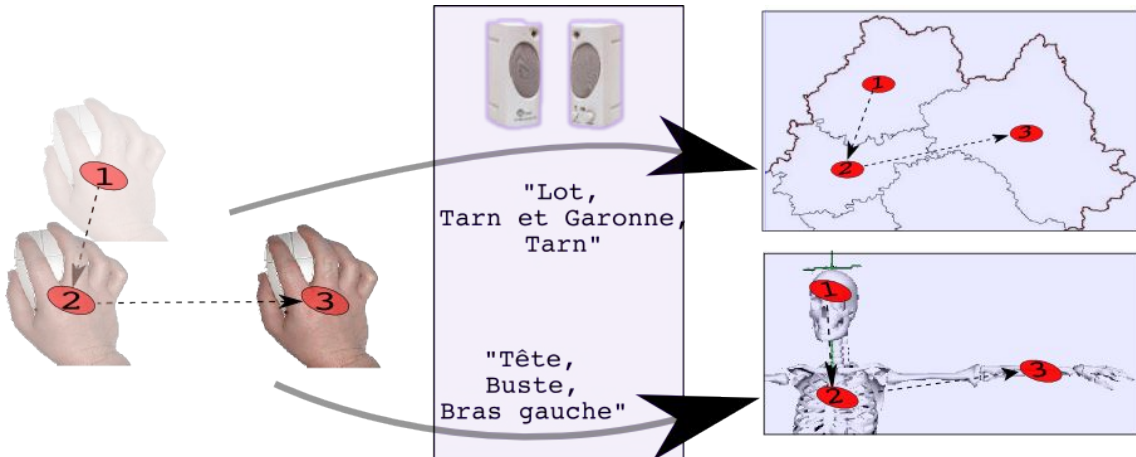 1
2
3
"Lot,
Tarn et Garonne,
Tarn"
"Tête,
Buste,
Bras gauche"
1
2
3
1
2
3